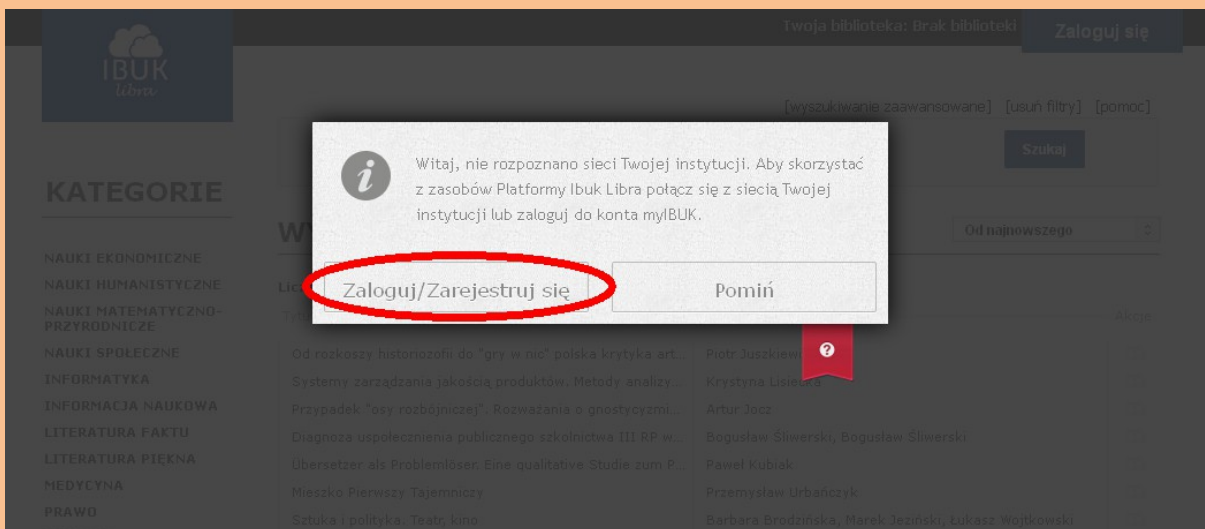 Twoja biblioteka: Brak biblioteki
Zaloguj się
IBUK
libra
[wyszukiwanie zaawansowane] [usuń filtry] [pomoc]
Szukaj
Witaj, nie rozpoznano sieci Twojej instytucji. Aby skorzystać
z zasobów Platformy Ibuk Libra połącz się z siecią Twojej
instytucji lub zaloguj do konta myIBUK.
Zaloguj/Zarejestruj się
Pomiń
KATEGORIE
NAUKI EKONOMICZNE
NAUKI HUMANISTYCZNE
NAUKI MATEMATYCZNO-
PRZYRODNICZE
NAUKI SPOŁECZNE
INFORMATYKA
INFORMACJA NAUKOWA
LITERATURA FAKTU
LITERATURA PIĘKNA
MEDYCYNA
PRAWO
Od najnowszego
Akcje
Od rozkoszy historiozofii do "gry w nic" polska krytyka art... Piotr
Systemy zarządzania jakością produktów. Metody analizy... Krystyna Lisiecka
Przypadek "osy rozbójniczej". Rozważania o gnostycyzmi... Artur Jocz
Diagnoza uspołecznienia publicznego szkolnictwa III RP w... Bogusław Śliwerski, Bogusław Śliwerski
Übersetzer als Problemlöser. Eine qualitative Studie zum P... Paweł Kubiak
Mieszko Pierwszy Tajemniczy Przemysław Urbańczyk
Sztuka i polityka. Teatr, kino Barbara Brodzińska, Marek Jeziński, Łukasz Wojtkowski